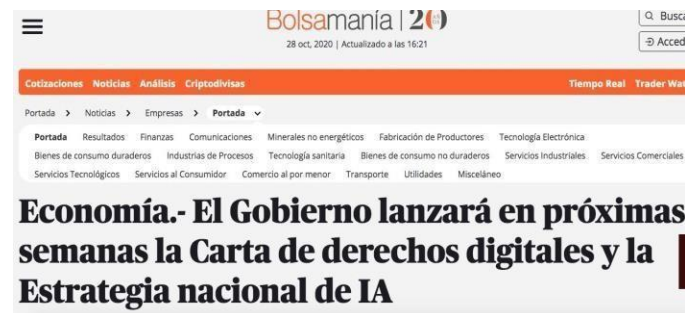 Bolsamanía | 20
28 oct, 2020 | Actualizado a las 16:21
Busca
Acced
Cotizaciones Noticias Análisis Criptodivisas Tiempo Real Trader Wat
Portada > Noticias > Empresas > Portada
Portada Resultados Finanzas Comunicaciones Minerales no energéticos Fabricación de Productores Tecnología Electrónica
Bienes de consumo duraderos Industrias de Procesos Tecnología sanitaria Bienes de consumo no duraderos Servicios Industriales Servicios Comerciales
Servicios Tecnológicos Servicios al Consumidor Comercio al por menor Transporte Utilidades Misceláneo
Economía.- El Gobierno lanzará en próximas
semanas la Carta de derechos digitales y la
Estrategia nacional de IA